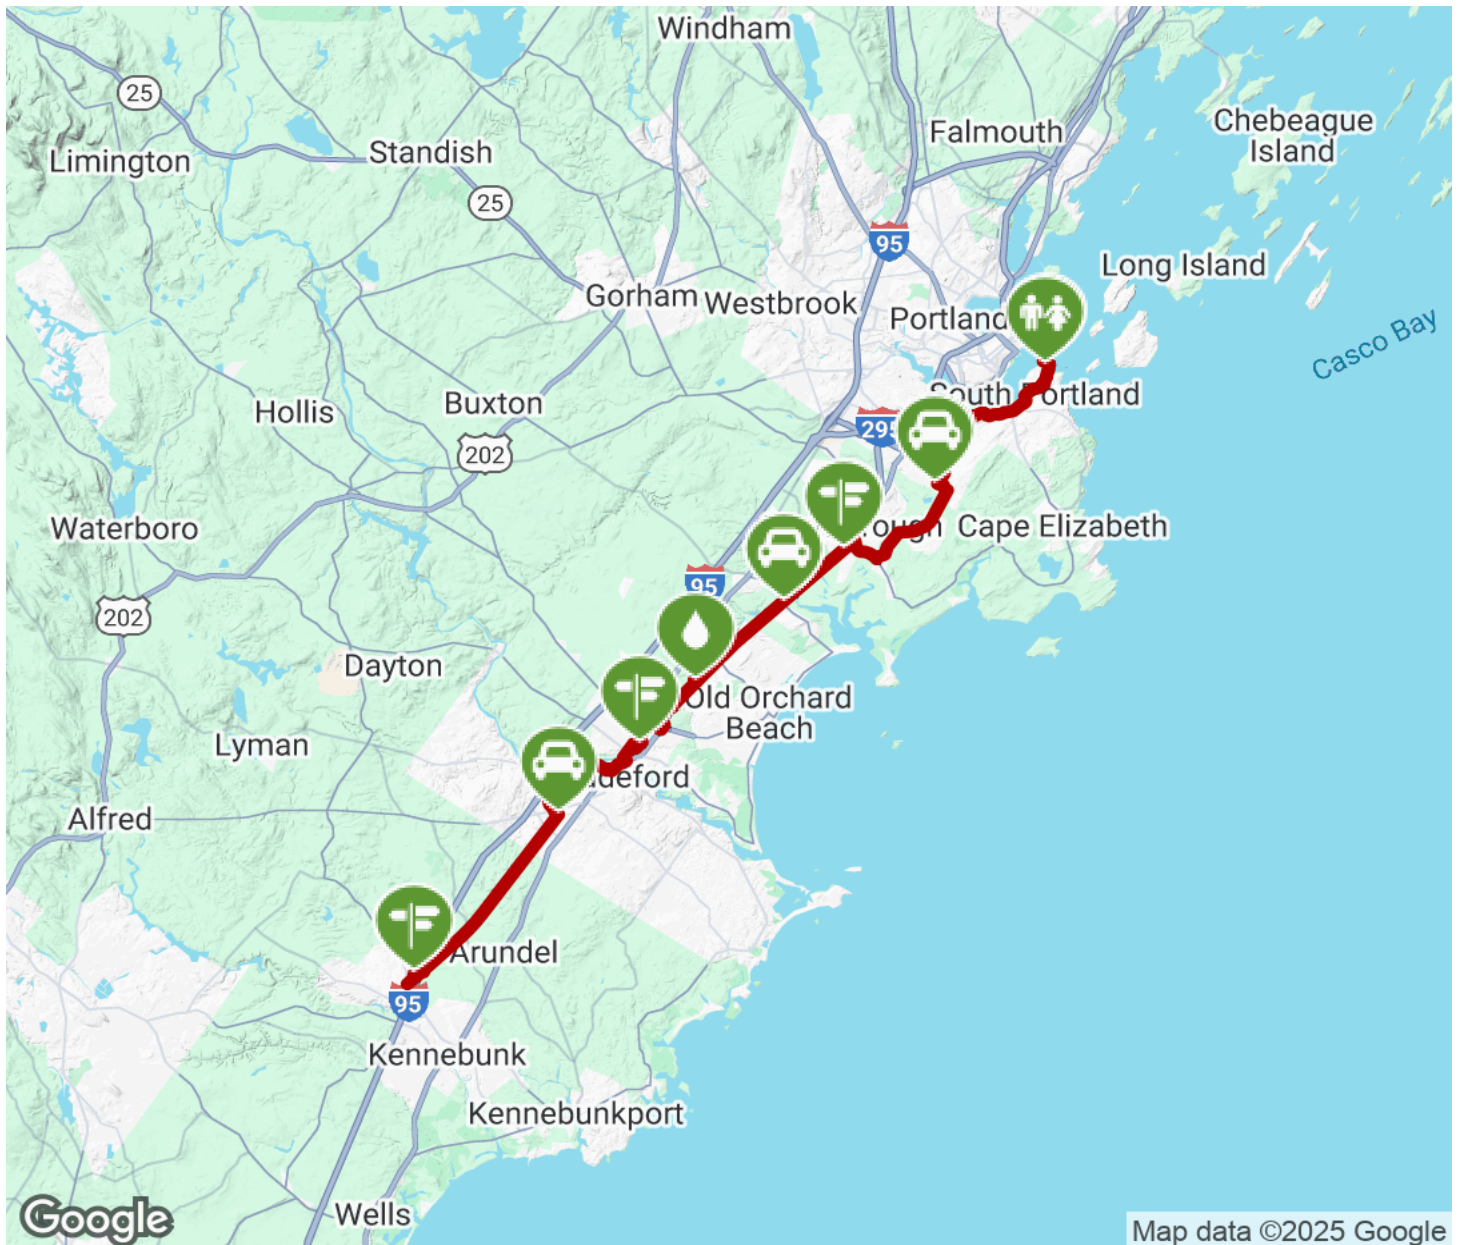 Windham
25
Falmouth
Chebeague
Island
Limington
Standish
25
95
Long Island
Gorham
Westbrook
Portland
Casco Bay
Buxton
Hollis
295
202
Waterboro
Cape Elizabeth
95
202
Dayton
Old Orchard
Beach
Lyman
Alfred
Arundel
95
Kennebunk
Kennebunkport
Wells
Google
Map data ©2025 Google